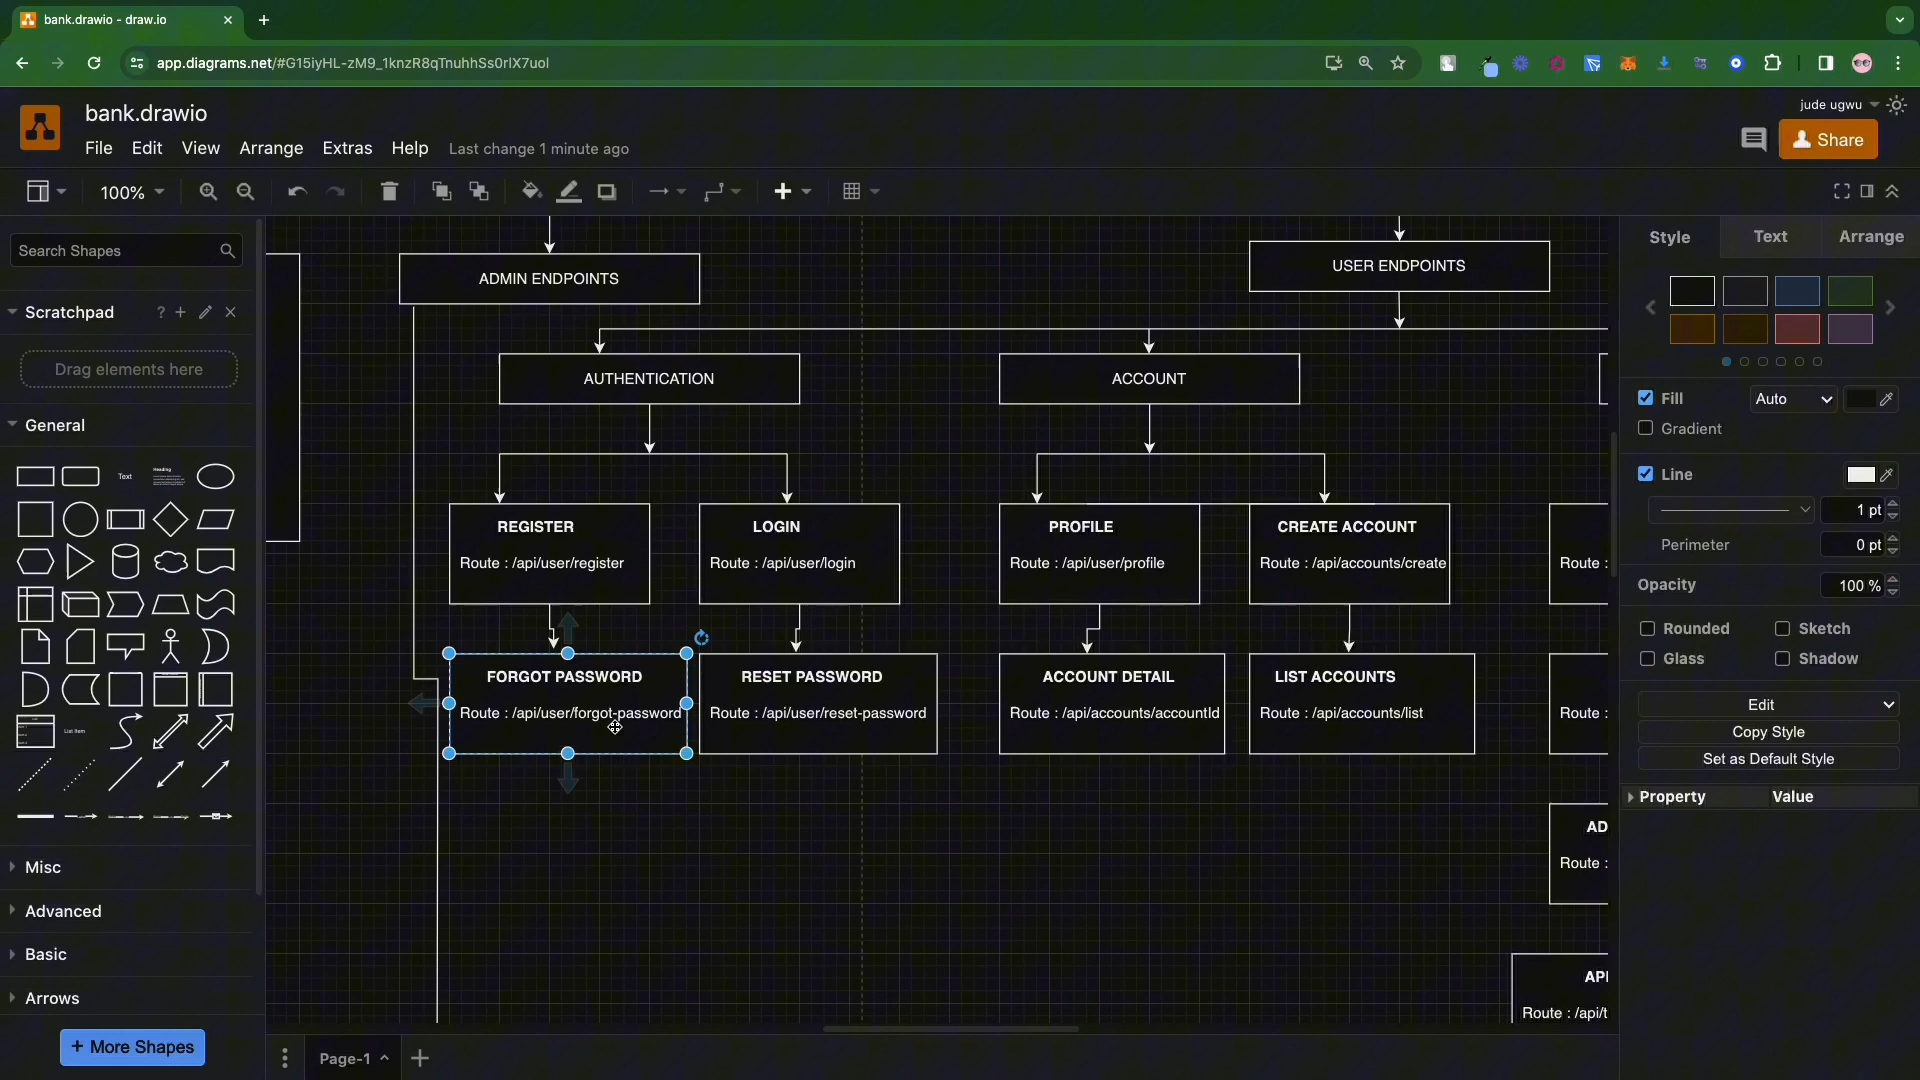 bank.drawio - draw.io
app.diagrams.net/#G15iyHL-zM9_1knzR8qTnuhhSs0rIX7uol
bank.drawio
jude ugwu
File Edit View Arrange Extras Help Last change 1 minute ago
Share
100%
Search Shapes
Scratchpad
?
Drag elements here
General
Text
Heading
List Item
Misc
Advanced
Basic
Arrows
+ More Shapes
ADMIN ENDPOINTS
USER ENDPOINTS
AUTHENTICATION
ACCOUNT
REGISTER
Route : /api/user/register
LOGIN
Route : /api/user/login
PROFILE
Route : /api/user/profile
CREATE ACCOUNT
Route : /api/accounts/create
Route :
FORGOT PASSWORD
Route : /api/user/forgot-password
RESET PASSWORD
Route : /api/user/reset-password
ACCOUNT DETAIL
Route : /api/accounts/accountId
LIST ACCOUNTS
Route : /api/accounts/list
Route :
AD
Route :
API
Route : /api/t
Page-1
Style Text Arrange
Fill Auto
Gradient
Line
1 pt
Perimeter 0 pt
Opacity 100 %
Rounded Sketch
Glass Shadow
Edit
Copy Style
Set as Default Style
Property Value